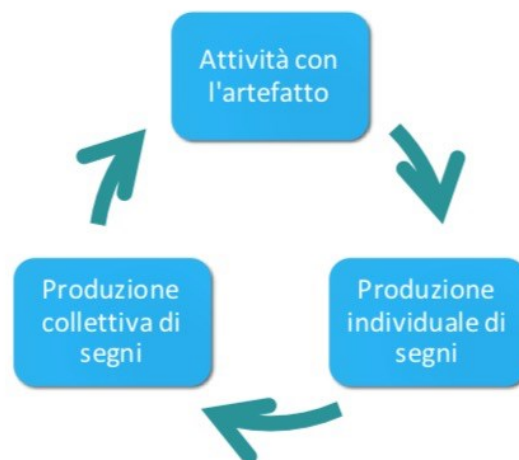 Attività con
l'artefatto
Produzione
collettiva di
segni
Produzione
individuale di
segni